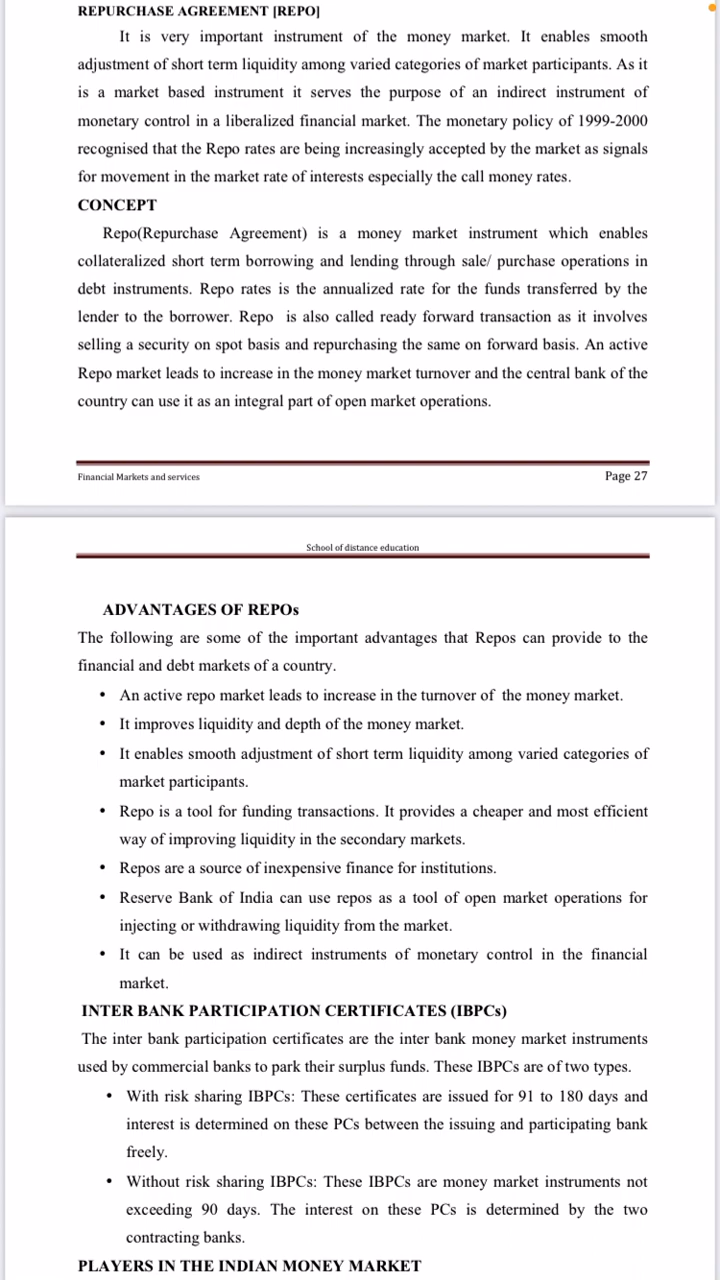 REPURCHASE AGREEMENT [REPO]
It is very important instrument of the money market. It enables smooth
adjustment of short term liquidity among varied categories of market participants. As it
is a market based instrument it serves the purpose of an indirect instrument of
monetary control in a liberalized financial market. The monetary policy of 1999-2000
recognised that the Repo rates are being increasingly accepted by the market as signals
for movement in the market rate of interests especially the call money rates.
CONCEPT
Repo(Repurchase Agreement) is a money market instrument which enables
collateralized short term borrowing and lending through sale/ purchase operations in
debt instruments. Repo rates is the annualized rate for the funds transferred by the
lender to the borrower. Repo is also called ready forward transaction as it involves
selling a security on spot basis and repurchasing the same on forward basis. An active
Repo market leads to increase in the money market turnover and the central bank of the
country can use it as an integral part of open market operations.
Financial Markets and services Page 27
School of distance education
ADVANTAGES OF REPOs
The following are some of the important advantages that Repos can provide to the
financial and debt markets of a country.
• An active repo market leads to increase in the turnover of the money market.
• It improves liquidity and depth of the money market.
• It enables smooth adjustment of short term liquidity among varied categories of
market participants.
• Repo is a tool for funding transactions. It provides a cheaper and most efficient
way of improving liquidity in the secondary markets.
• Repos are a source of inexpensive finance for institutions.
• Reserve Bank of India can use repos as a tool of open market operations for
injecting or withdrawing liquidity from the market.
• It can be used as indirect instruments of monetary control in the financial
market.
INTER BANK PARTICIPATION CERTIFICATES (IBPCs)
The inter bank participation certificates are the inter bank money market instruments
used by commercial banks to park their surplus funds. These IBPCs are of two types.
• With risk sharing IBPCs: These certificates are issued for 91 to 180 days and
interest is determined on these PCs between the issuing and participating bank
freely.
• Without risk sharing IBPCs: These IBPCs are money market instruments not
exceeding 90 days. The interest on these PCs is determined by the two
contracting banks.
PLAYERS IN THE INDIAN MONEY MARKET